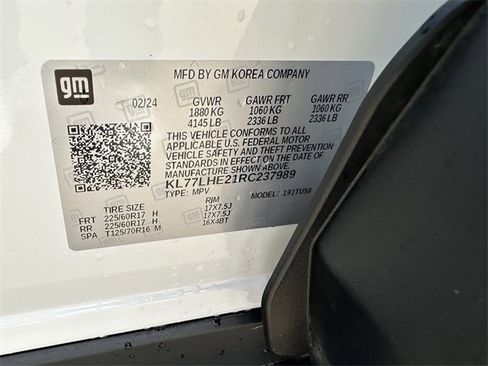 gm
MFD BY GM KOREA COMPANY
02/24 GVWR GAWR FRT GAWR RR
1880 KG 1060 KG 1060 KG
4145 LB 2336 LB 2336 LB
THIS VEHICLE CONFORMS TO ALL
APPLICABLE U.S. FEDERAL MOTOR
VEHICLE SAFETY, BUMPER, AND THEFT
PREVENTION STANDARDS IN EFFECT ON
THE DATE OF MANUFACTURE SHOWN ABOVE.
KL77LHE21RC237989
TYPE: MPV MODEL: 191TU58
TIRE SIZE RIM
FRT 225/60R17 H 17X7.5J
RR 225/60R17 H 17X7.5J
SPA T125/70R16 M 16X4BT